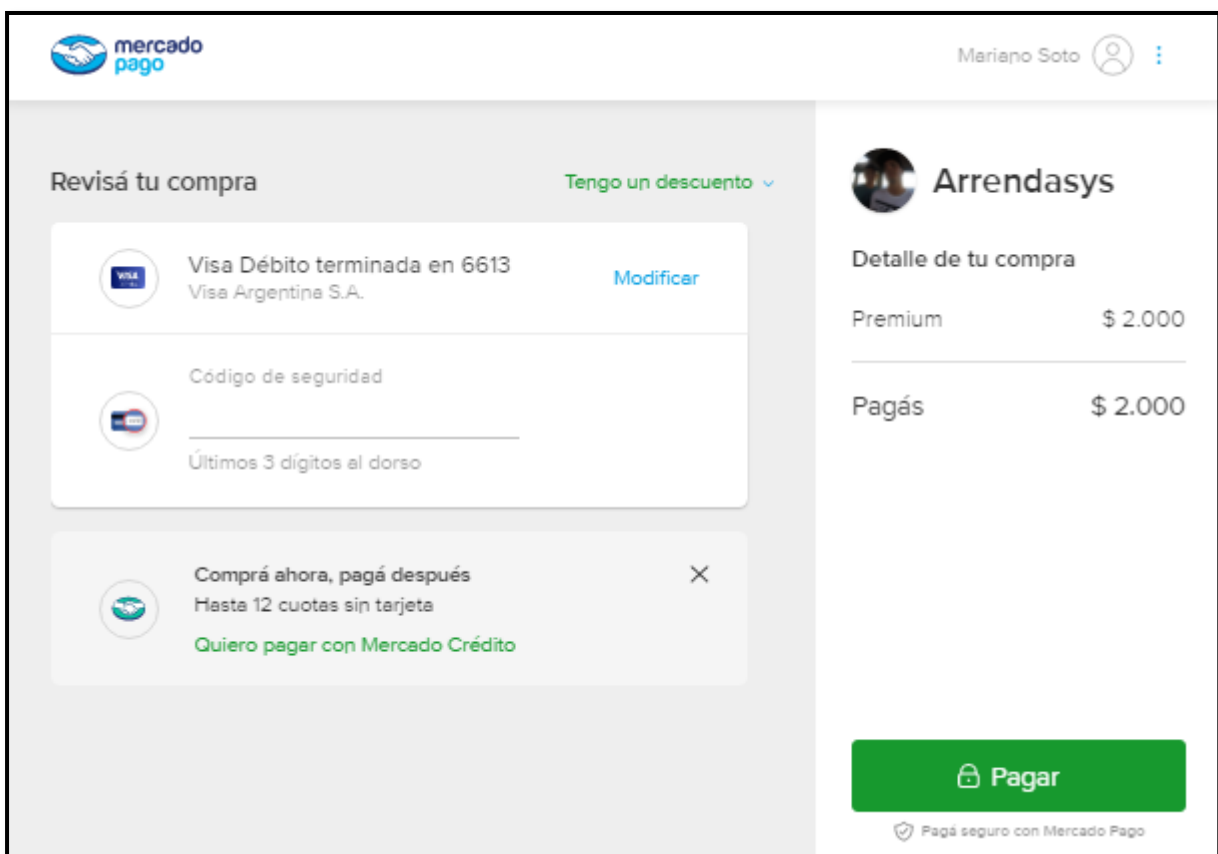 mercado
pago
Mariano Soto
Revisá tu compra
Tengo un descuento
Visa Débito terminada en 6613
Visa Argentina S.A.
Modificar
Código de seguridad
Últimos 3 dígitos al dorso
Comprá ahora, pagá después
Hasta 12 cuotas sin tarjeta
Quiero pagar con Mercado Crédito
Arrendasys
Detalle de tu compra
Premium $ 2.000
Pagás $ 2.000
Pagar
Pagá seguro con Mercado Pago
VISA